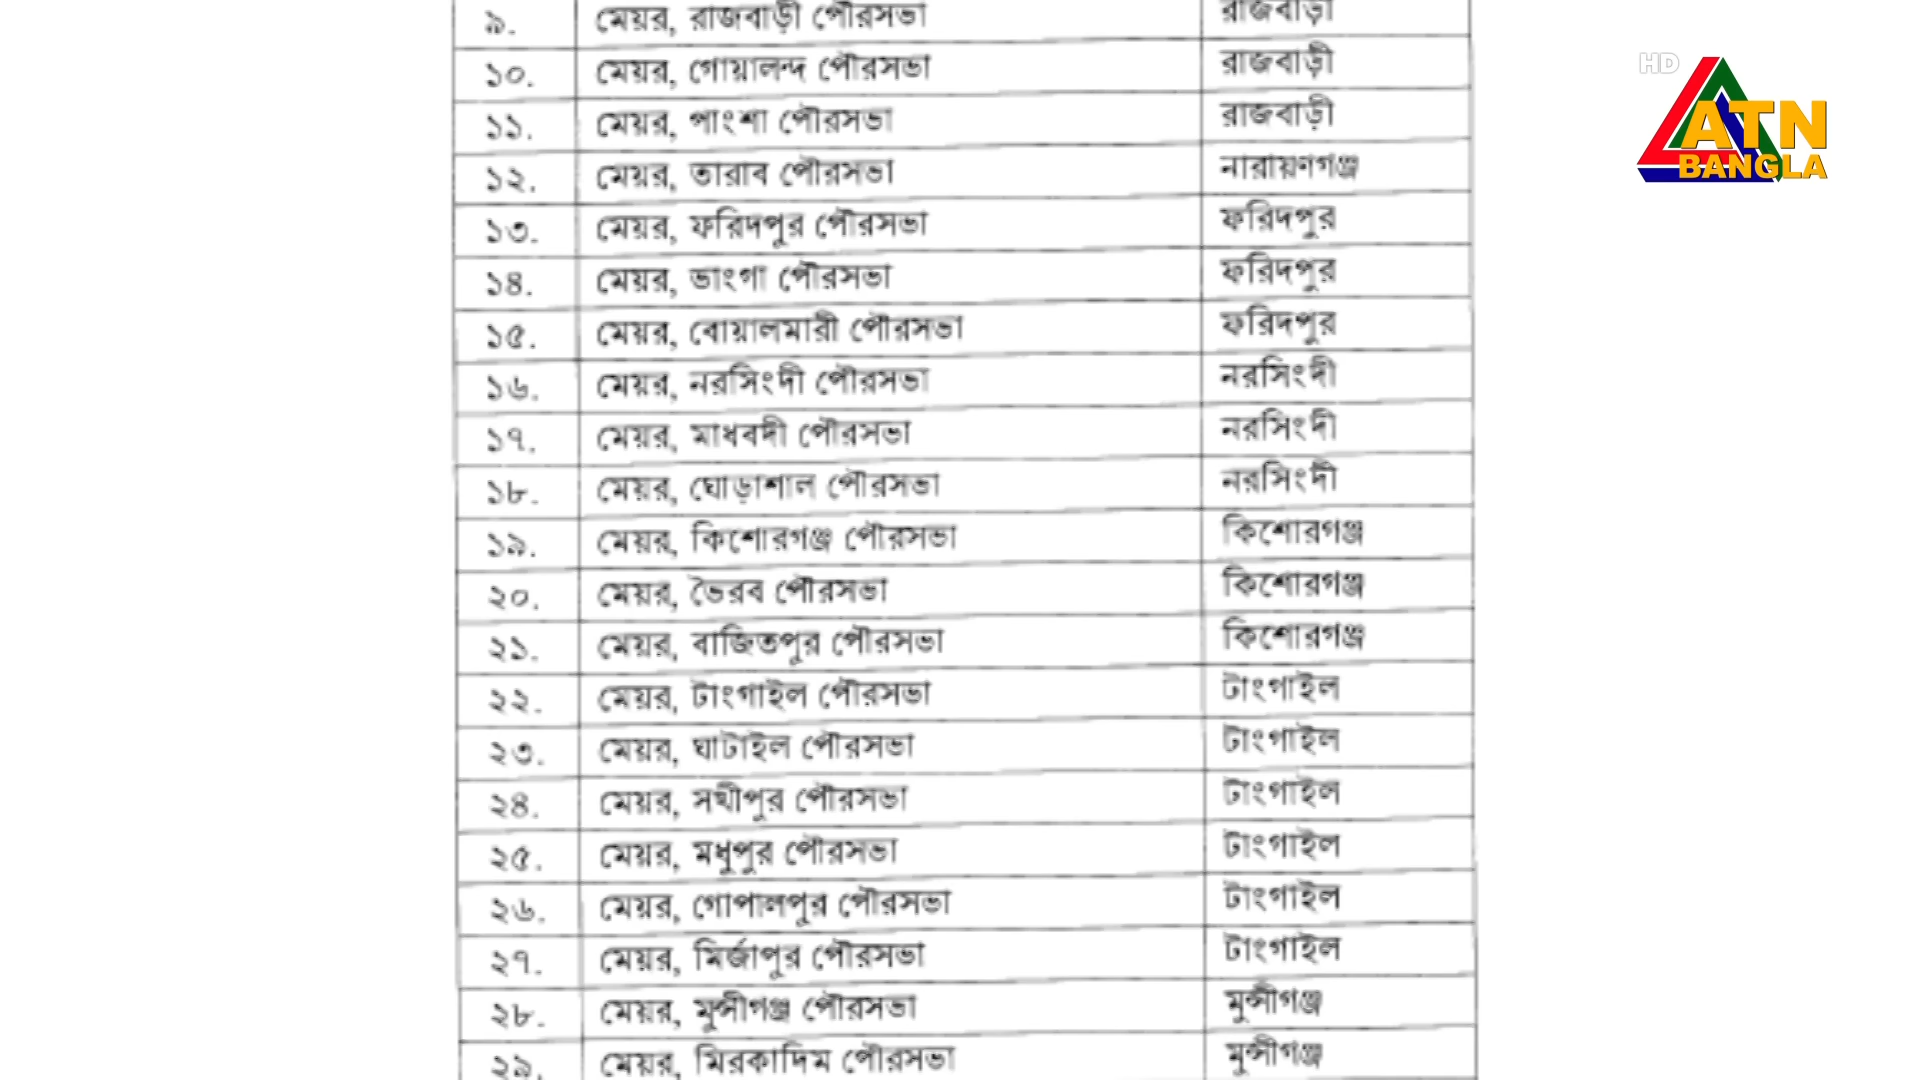 ৯. মেয়র, রাজবাড়ী পৌরসভা রাজবাড়ী
১০. মেয়র, গোয়ালন্দ পৌরসভা রাজবাড়ী
১১. মেয়র, পাংশা পৌরসভা রাজবাড়ী
১২. মেয়র, তারাব পৌরসভা নারায়ণগঞ্জ
১৩. মেয়র, ফরিদপুর পৌরসভা ফরিদপুর
১৪. মেয়র, ভাংগা পৌরসভা ফরিদপুর
১৫. মেয়র, বোয়ালমারী পৌরসভা ফরিদপুর
১৬. মেয়র, নরসিংদী পৌরসভা নরসিংদী
১৭. মেয়র, মাধবদী পৌরসভা নরসিংদী
১৮. মেয়র, ঘোড়াশাল পৌরসভা নরসিংদী
১৯. মেয়র, কিশোরগঞ্জ পৌরসভা কিশোরগঞ্জ
২০. মেয়র, ভৈরব পৌরসভা কিশোরগঞ্জ
২১. মেয়র, বাজিতপুর পৌরসভা কিশোরগঞ্জ
২২. মেয়র, টাংগাইল পৌরসভা টাংগাইল
২৩. মেয়র, ঘাটাইল পৌরসভা টাংগাইল
২৪. মেয়র, সখীপুর পৌরসভা টাংগাইল
২৫. মেয়র, মধুপুর পৌরসভা টাংগাইল
২৬. মেয়র, গোপালপুর পৌরসভা টাংগাইল
২৭. মেয়র, মির্জাপুর পৌরসভা টাংগাইল
২৮. মেয়র, মুন্সীগঞ্জ পৌরসভা মুন্সীগঞ্জ
২৯. মেয়র, মিরকাদিম পৌরসভা মুন্সীগঞ্জ
HD
ATN
BANGLA